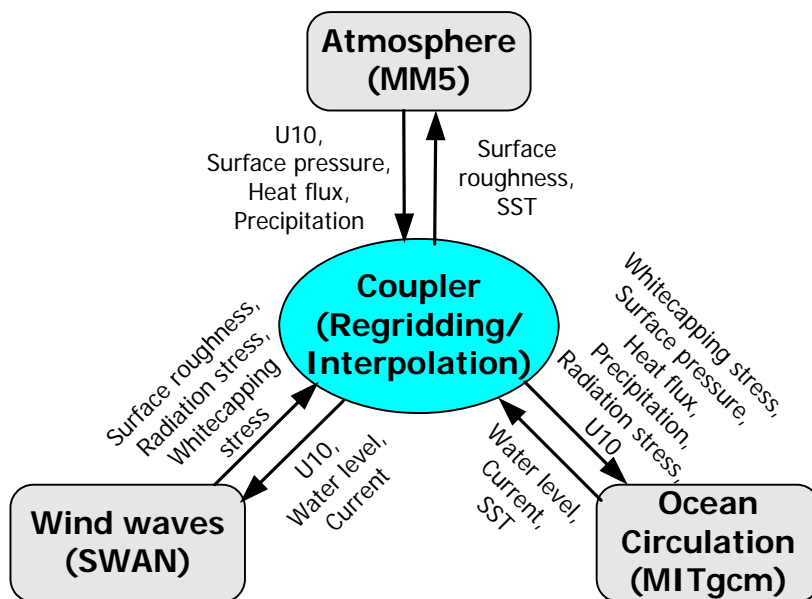 Atmosphere
(MM5)
U10,
Surface pressure,
Heat flux,
Precipitation
Surface
roughness,
SST
Coupler
(Regridding/
Interpolation)
Surface roughness,
Radiation stress,
Whitecapping
stress
U10,
Water level,
Current
Whitecapping stress,
Surface pressure,
Heat flux,
Precipitation,
Radiation stress,
U10
Water level,
Current,
SST
Wind waves
(SWAN)
Ocean
Circulation
(MITgcm)